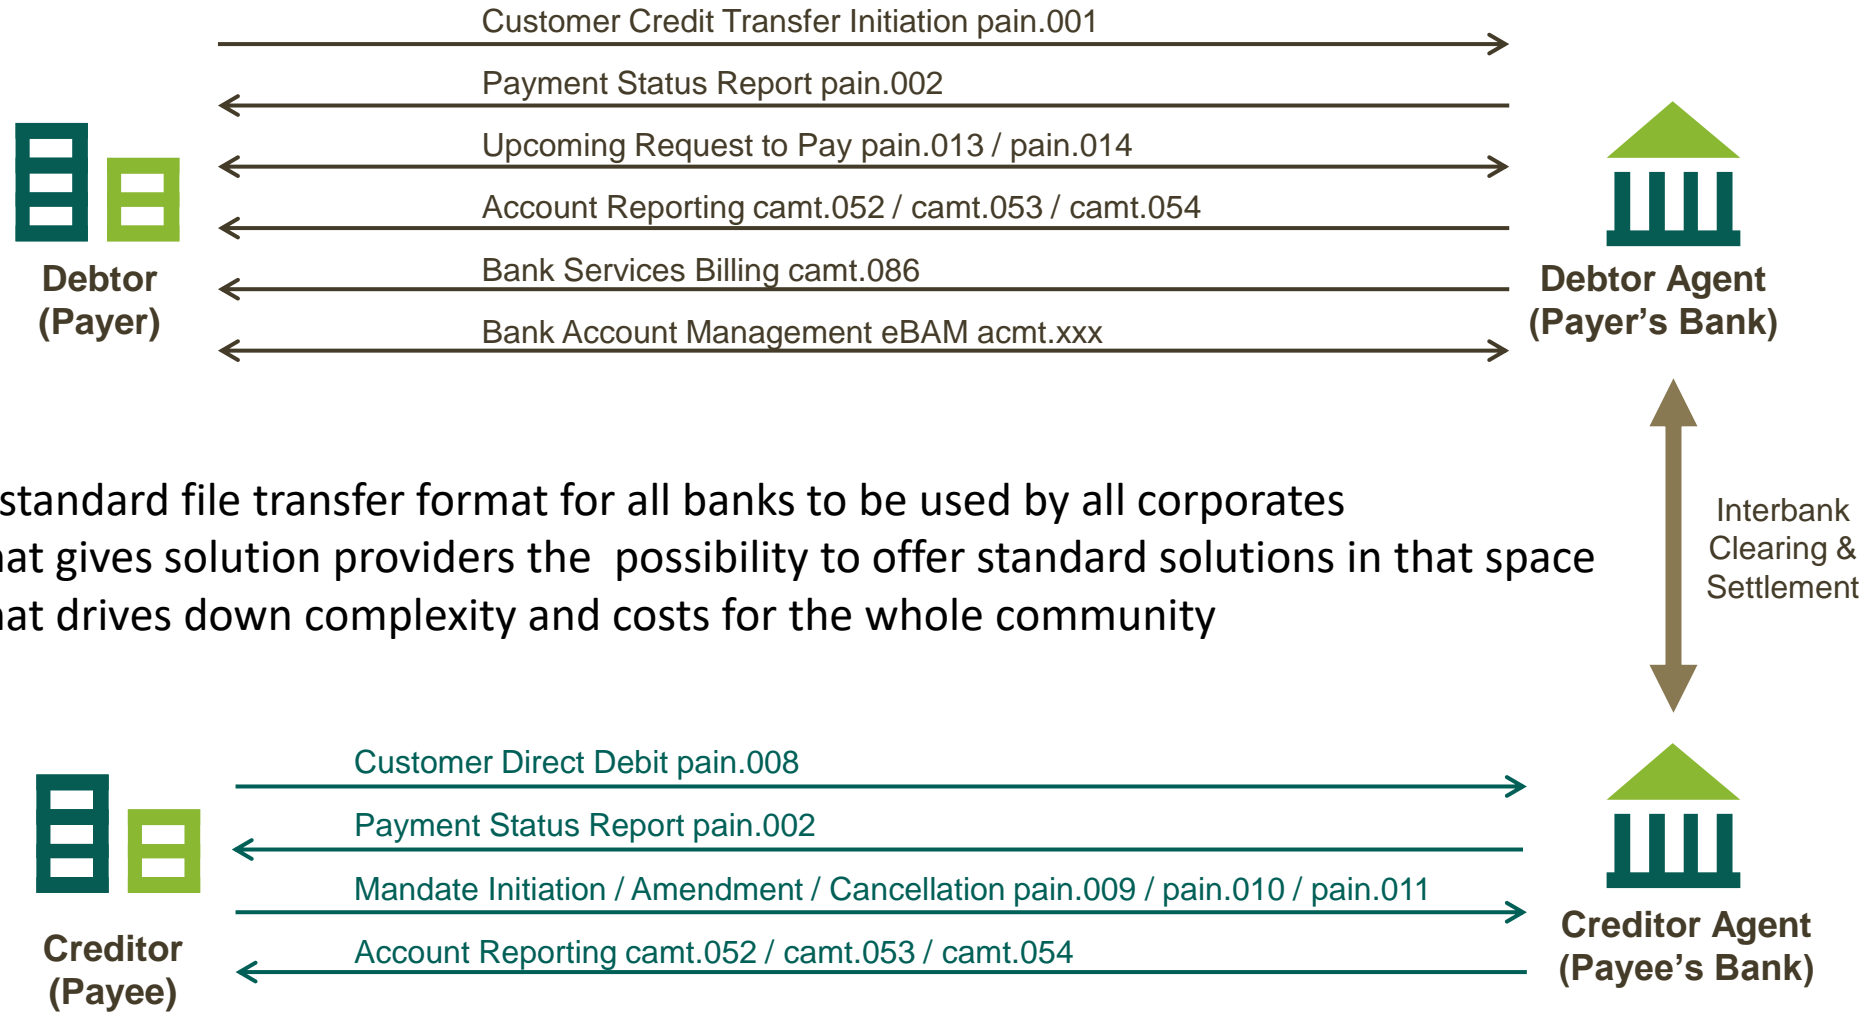 Customer Credit Transfer Initiation pain.001
Payment Status Report pain.002
Upcoming Request to Pay pain.013 / pain.014
Account Reporting camt.052 / camt.053 / camt.054
Bank Services Billing camt.086
Bank Account Management eBAM acmt.xxx
Debtor
(Payer)
Debtor Agent
(Payer's Bank)
standard file transfer format for all banks to be used by all corporates
hat gives solution providers the  possibility to offer standard solutions in that space
hat drives down complexity and costs for the whole community
Interbank
Clearing &
Settlement
Customer Direct Debit pain.008
Payment Status Report pain.002
Mandate Initiation / Amendment / Cancellation pain.009 / pain.010 / pain.011
Account Reporting camt.052 / camt.053 / camt.054
Creditor
(Payee)
Creditor Agent
(Payee's Bank)